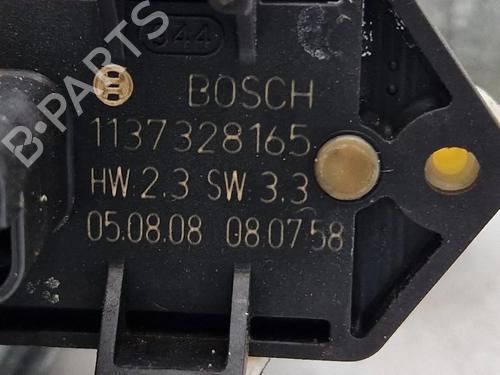 344
BOSCH
1137328165
HW.2.3 SW.3.3
05.08.08 08.07.58
B-PARTS